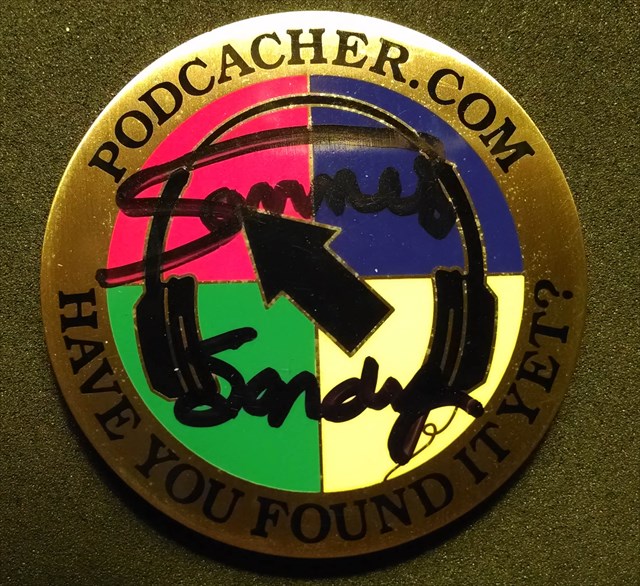 PODCACHER.COM
Sonny
Sandy
HAVE YOU FOUND IT YET?